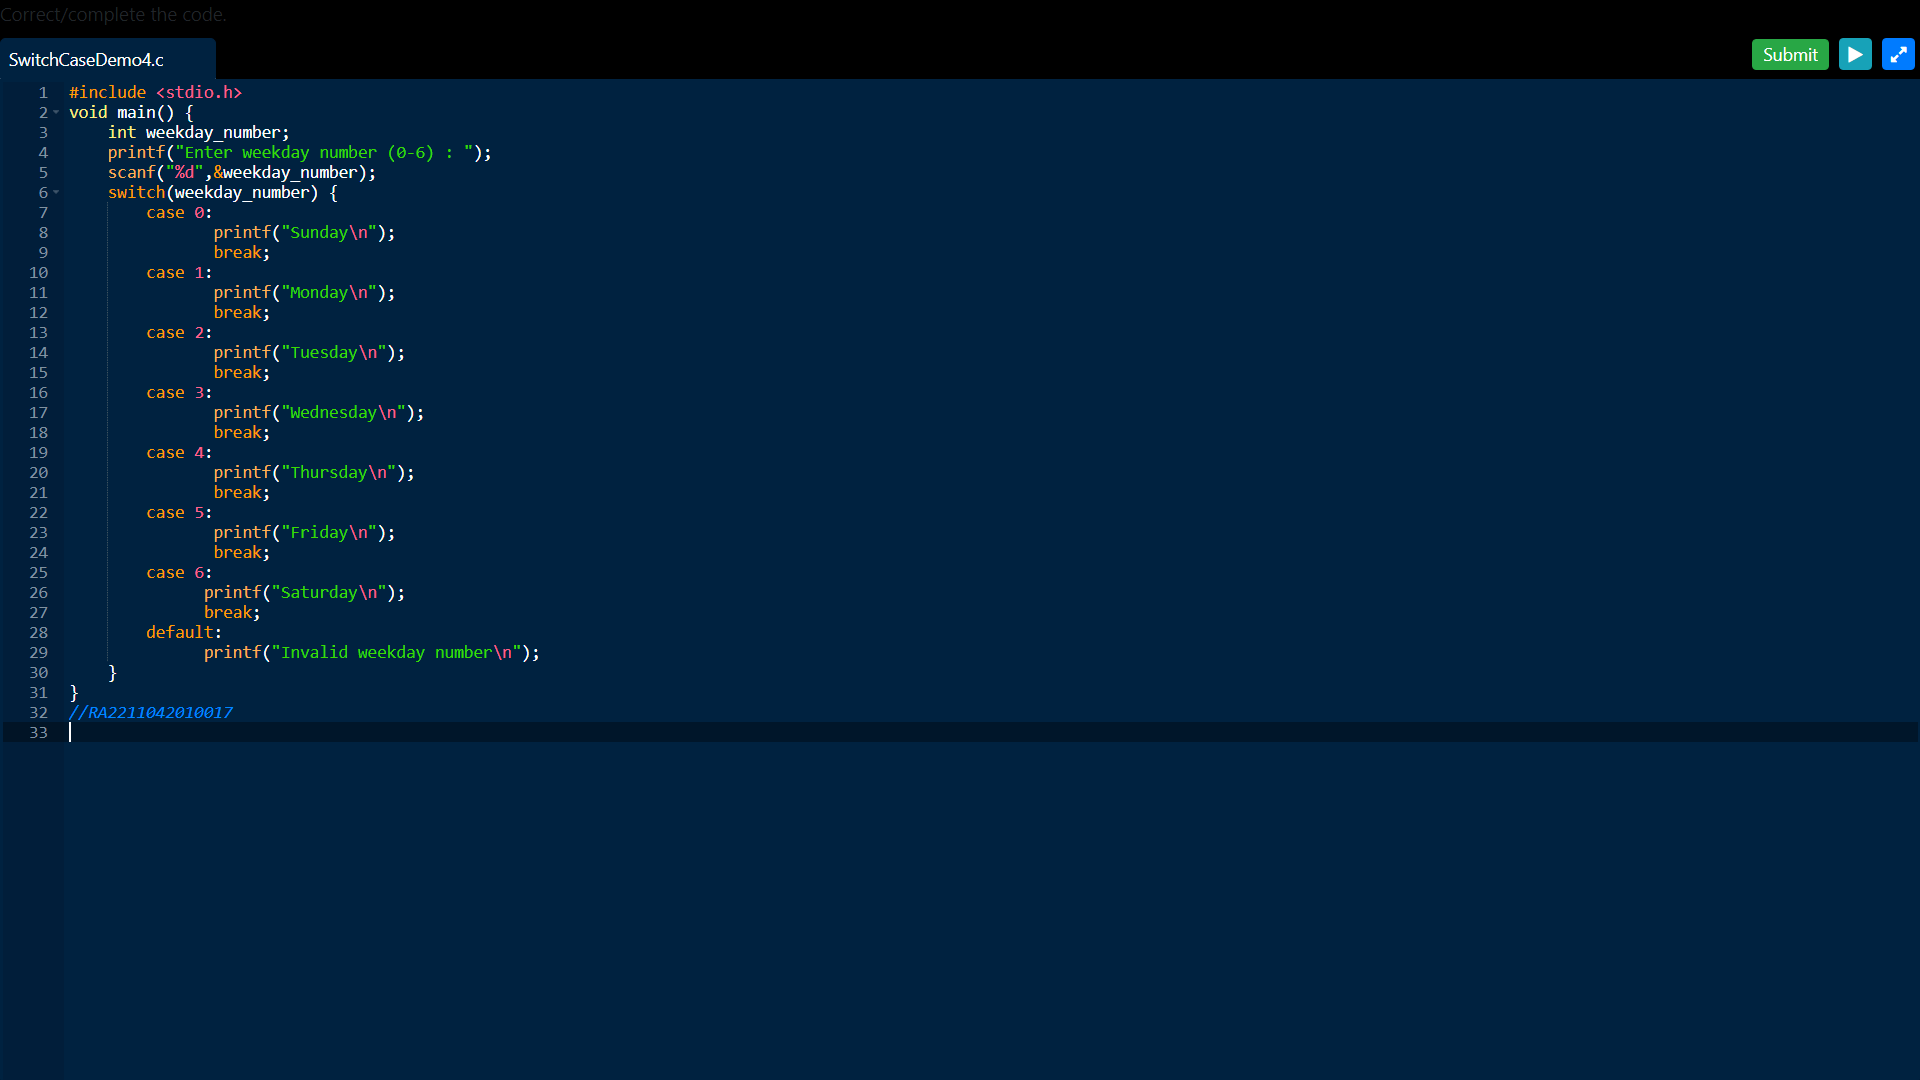 Correct/complete the code.
SwitchCaseDemo4.c
Submit
1 #include <stdio.h>
2 void main() {
3     int weekday_number;
4     printf("Enter weekday number (0-6) : ");
5     scanf("%d",&weekday_number);
6     switch(weekday_number) {
7         case 0:
8                printf("Sunday\n");
9                break;
10         case 1:
11                printf("Monday\n");
12                break;
13         case 2:
14                printf("Tuesday\n");
15                break;
16         case 3:
17                printf("Wednesday\n");
18                break;
19         case 4:
20                printf("Thursday\n");
21                break;
22         case 5:
23                printf("Friday\n");
24                break;
25         case 6:
26               printf("Saturday\n");
27               break;
28         default:
29               printf("Invalid weekday number\n");
30     }
31 }
32 //RA2211042010017
33